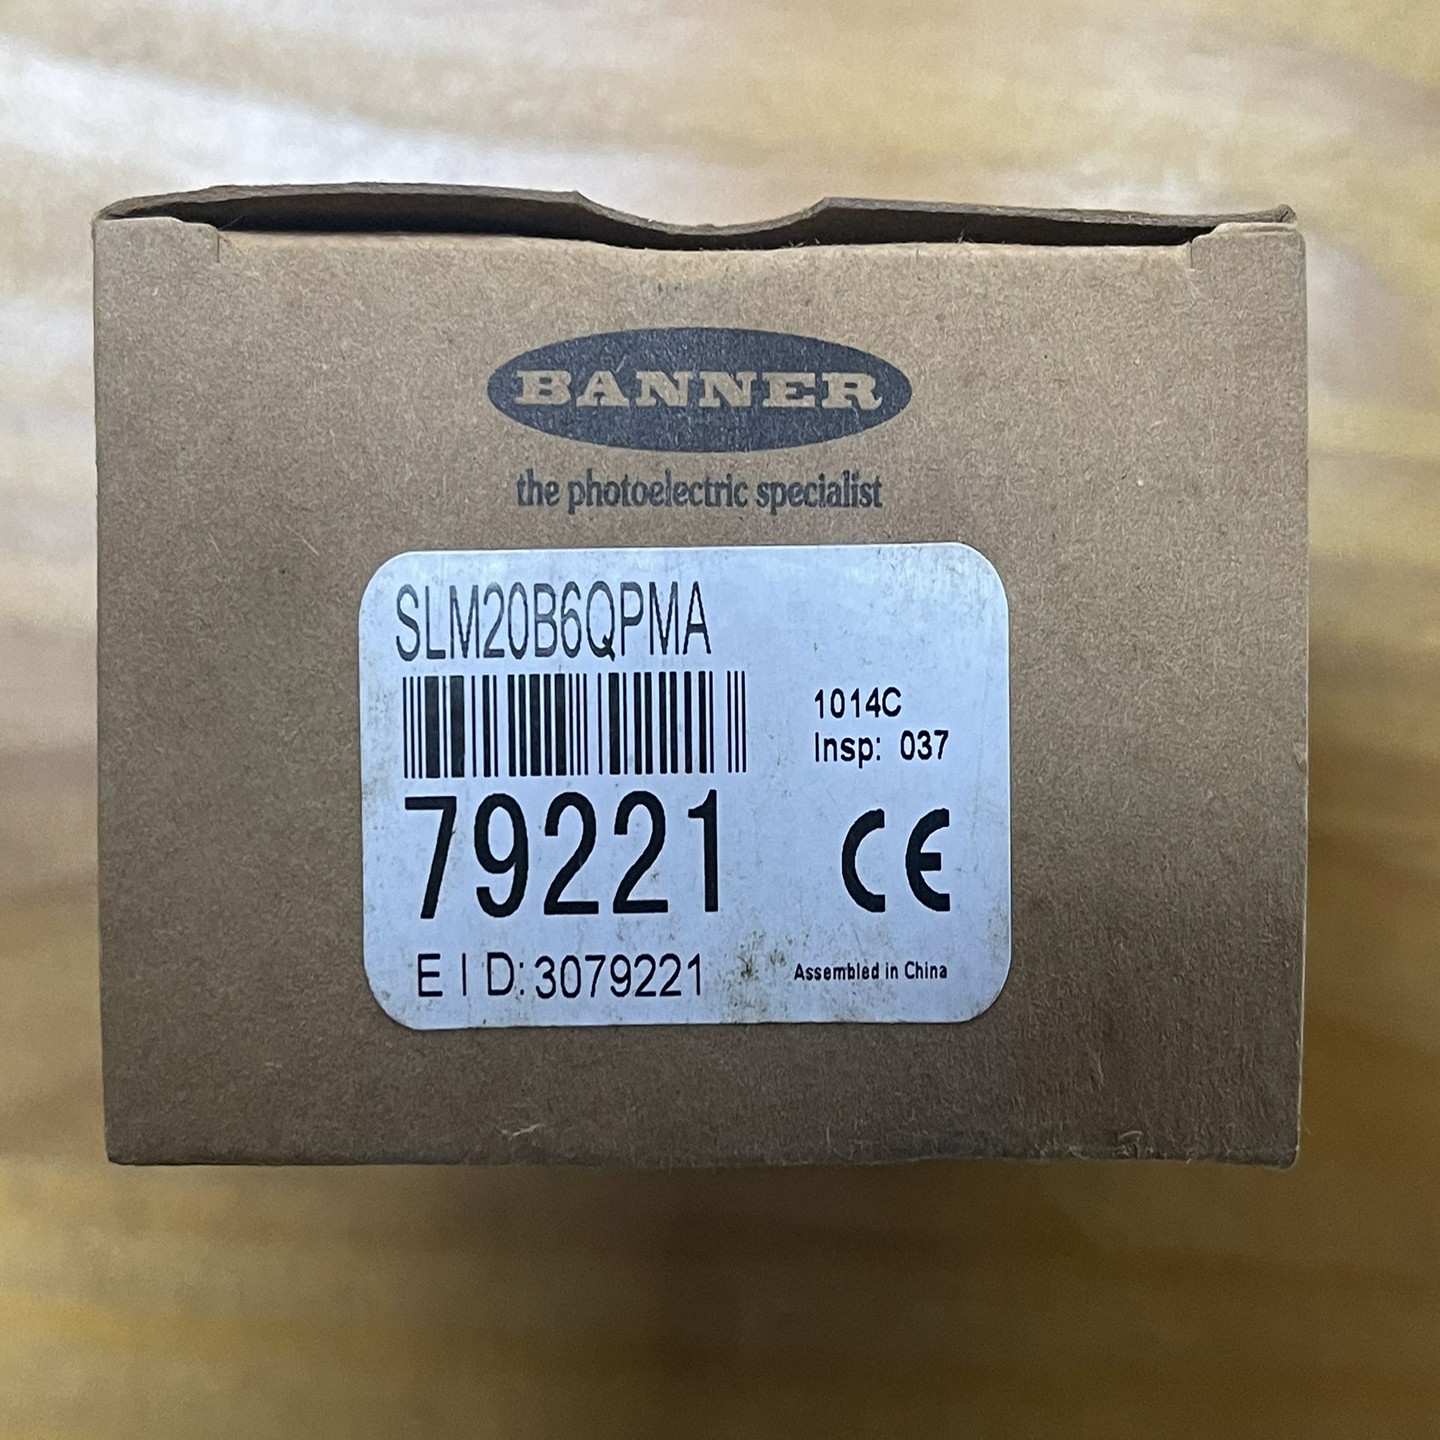 BANNER
the photoelectric specialist
SLM20B6QPMA
1014C
Insp: 037
79221
CE
E I D: 3079221
Assembled in China